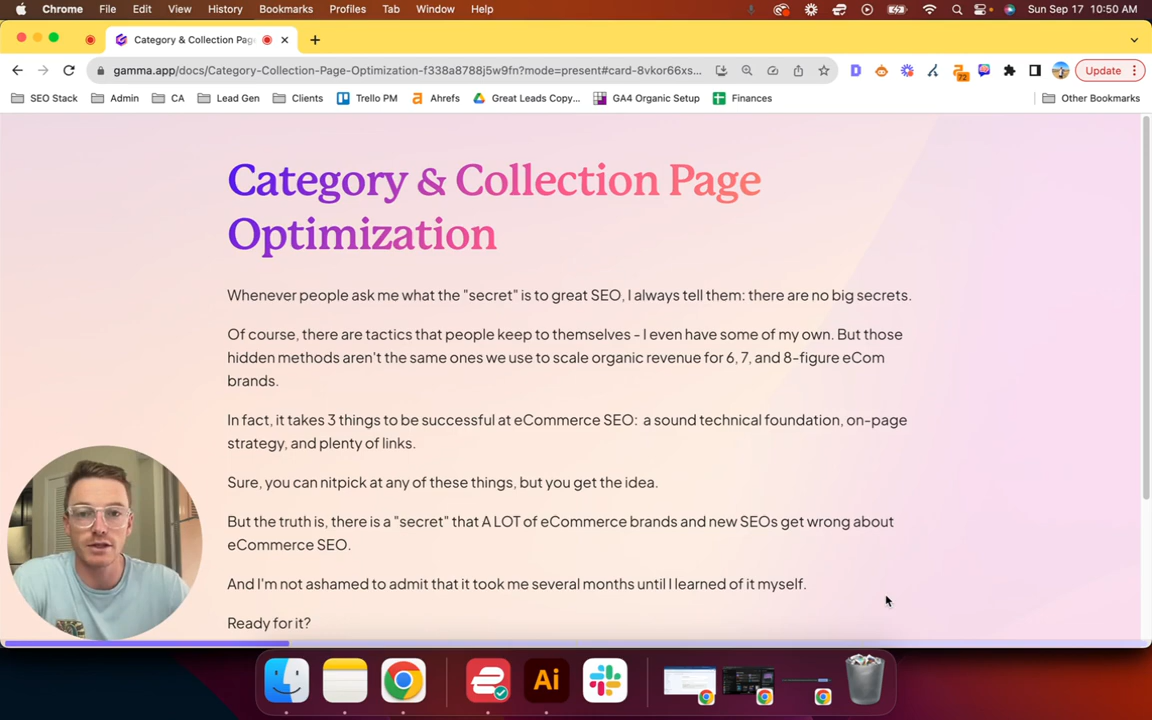 Chrome File Edit View History Bookmarks Profiles Tab Window Help Sun Sep 17 10:50 AM
Category & Collection Pag
gamma.app/docs/Category-Collection-Page-Optimization-f338a8788j5w9fn?mode=present#card-8vkor66xs... 72 Update
SEO Stack Admin CA Lead Gen Clients Trello PM Ahrefs Great Leads Copy... GA4 Organic Setup Finances Other Bookmarks
Category & Collection Page
Optimization
Whenever people ask me what the "secret" is to great SEO, I always tell them: there are no big secrets.
Of course, there are tactics that people keep to themselves - I even have some of my own. But those
hidden methods aren't the same ones we use to scale organic revenue for 6, 7, and 8-figure eCom
brands.
In fact, it takes 3 things to be successful at eCommerce SEO: a sound technical foundation, on-page
strategy, and plenty of links.
Sure, you can nitpick at any of these things, but you get the idea.
But the truth is, there is a "secret" that A LOT of eCommerce brands and new SEOs get wrong about
eCommerce SEO.
And I'm not ashamed to admit that it took me several months until I learned of it myself.
Ready for it?
Ai